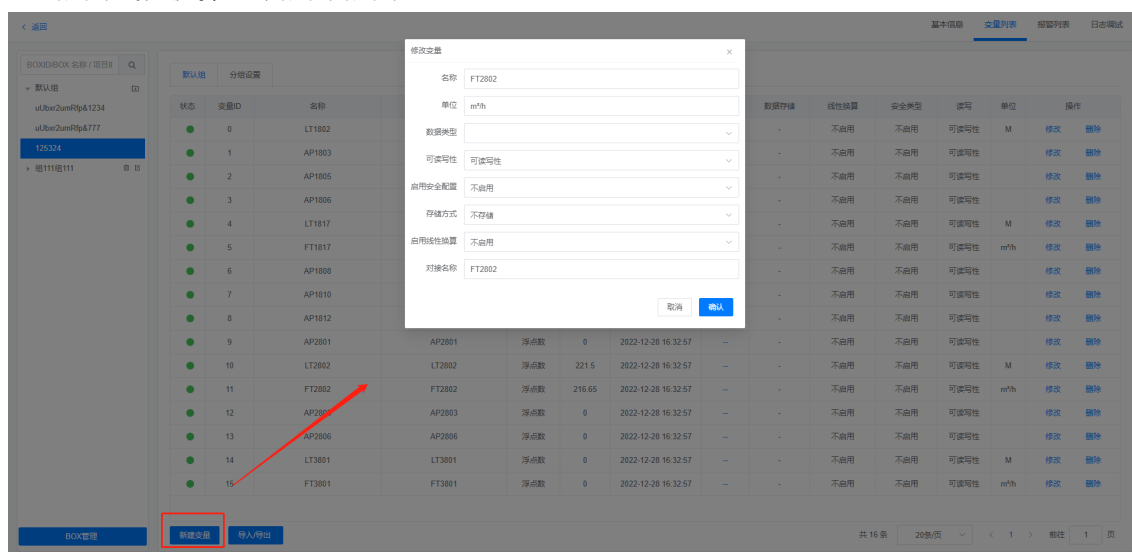 < 返回
基本信息 变量列表 报警列表 日志调试
BOXID/BOX 名称 / 项目I
默认组
uUbxr2umRfp&1234
uUbxr2umRfp&777
125324
组111组111
BOX管理
默认组 分组设置
状态 变量ID 名称 数据存储 线性换算 安全类型 读写 单位 操作
0 LT1802 - 不启用 不启用 可读写性 M 修改 删除
1 AP1803 - 不启用 不启用 可读写性 修改 删除
2 AP1805 - 不启用 不启用 可读写性 修改 删除
3 AP1806 - 不启用 不启用 可读写性 修改 删除
4 LT1817 - 不启用 不启用 可读写性 M 修改 删除
5 FT1817 - 不启用 不启用 可读写性 m³/h 修改 删除
6 AP1808 - 不启用 不启用 可读写性 修改 删除
7 AP1810 - 不启用 不启用 可读写性 修改 删除
8 AP1812 - 不启用 不启用 可读写性 修改 删除
9 AP2801 AP2801 浮点数 0 2022-12-28 16:32:57 -- - 不启用 不启用 可读写性 修改 删除
10 LT2802 LT2802 浮点数 221.5 2022-12-28 16:32:57 -- - 不启用 不启用 可读写性 M 修改 删除
11 FT2802 FT2802 浮点数 216.65 2022-12-28 16:32:57 -- - 不启用 不启用 可读写性 m³/h 修改 删除
12 AP2803 浮点数 0 2022-12-28 16:32:57 -- - 不启用 不启用 可读写性 修改 删除
13 AP2806 AP2806 浮点数 0 2022-12-28 16:32:57 -- - 不启用 不启用 可读写性 修改 删除
14 LT3801 LT3801 浮点数 0 2022-12-28 16:32:57 -- - 不启用 不启用 可读写性 M 修改 删除
15 FT3801 FT3801 浮点数 0 2022-12-28 16:32:57 -- - 不启用 不启用 可读写性 m³/h 修改 删除
新建变量 导入/导出
共 16 条 20条/页 < 1 > 前往 1 页
修改变量 ×
名称 FT2802
单位 m³/h
数据类型
可读写性 可读写性
启用安全配置 不启用
存储方式 不存储
启用线性换算 不启用
对接名称 FT2802
取消 确认